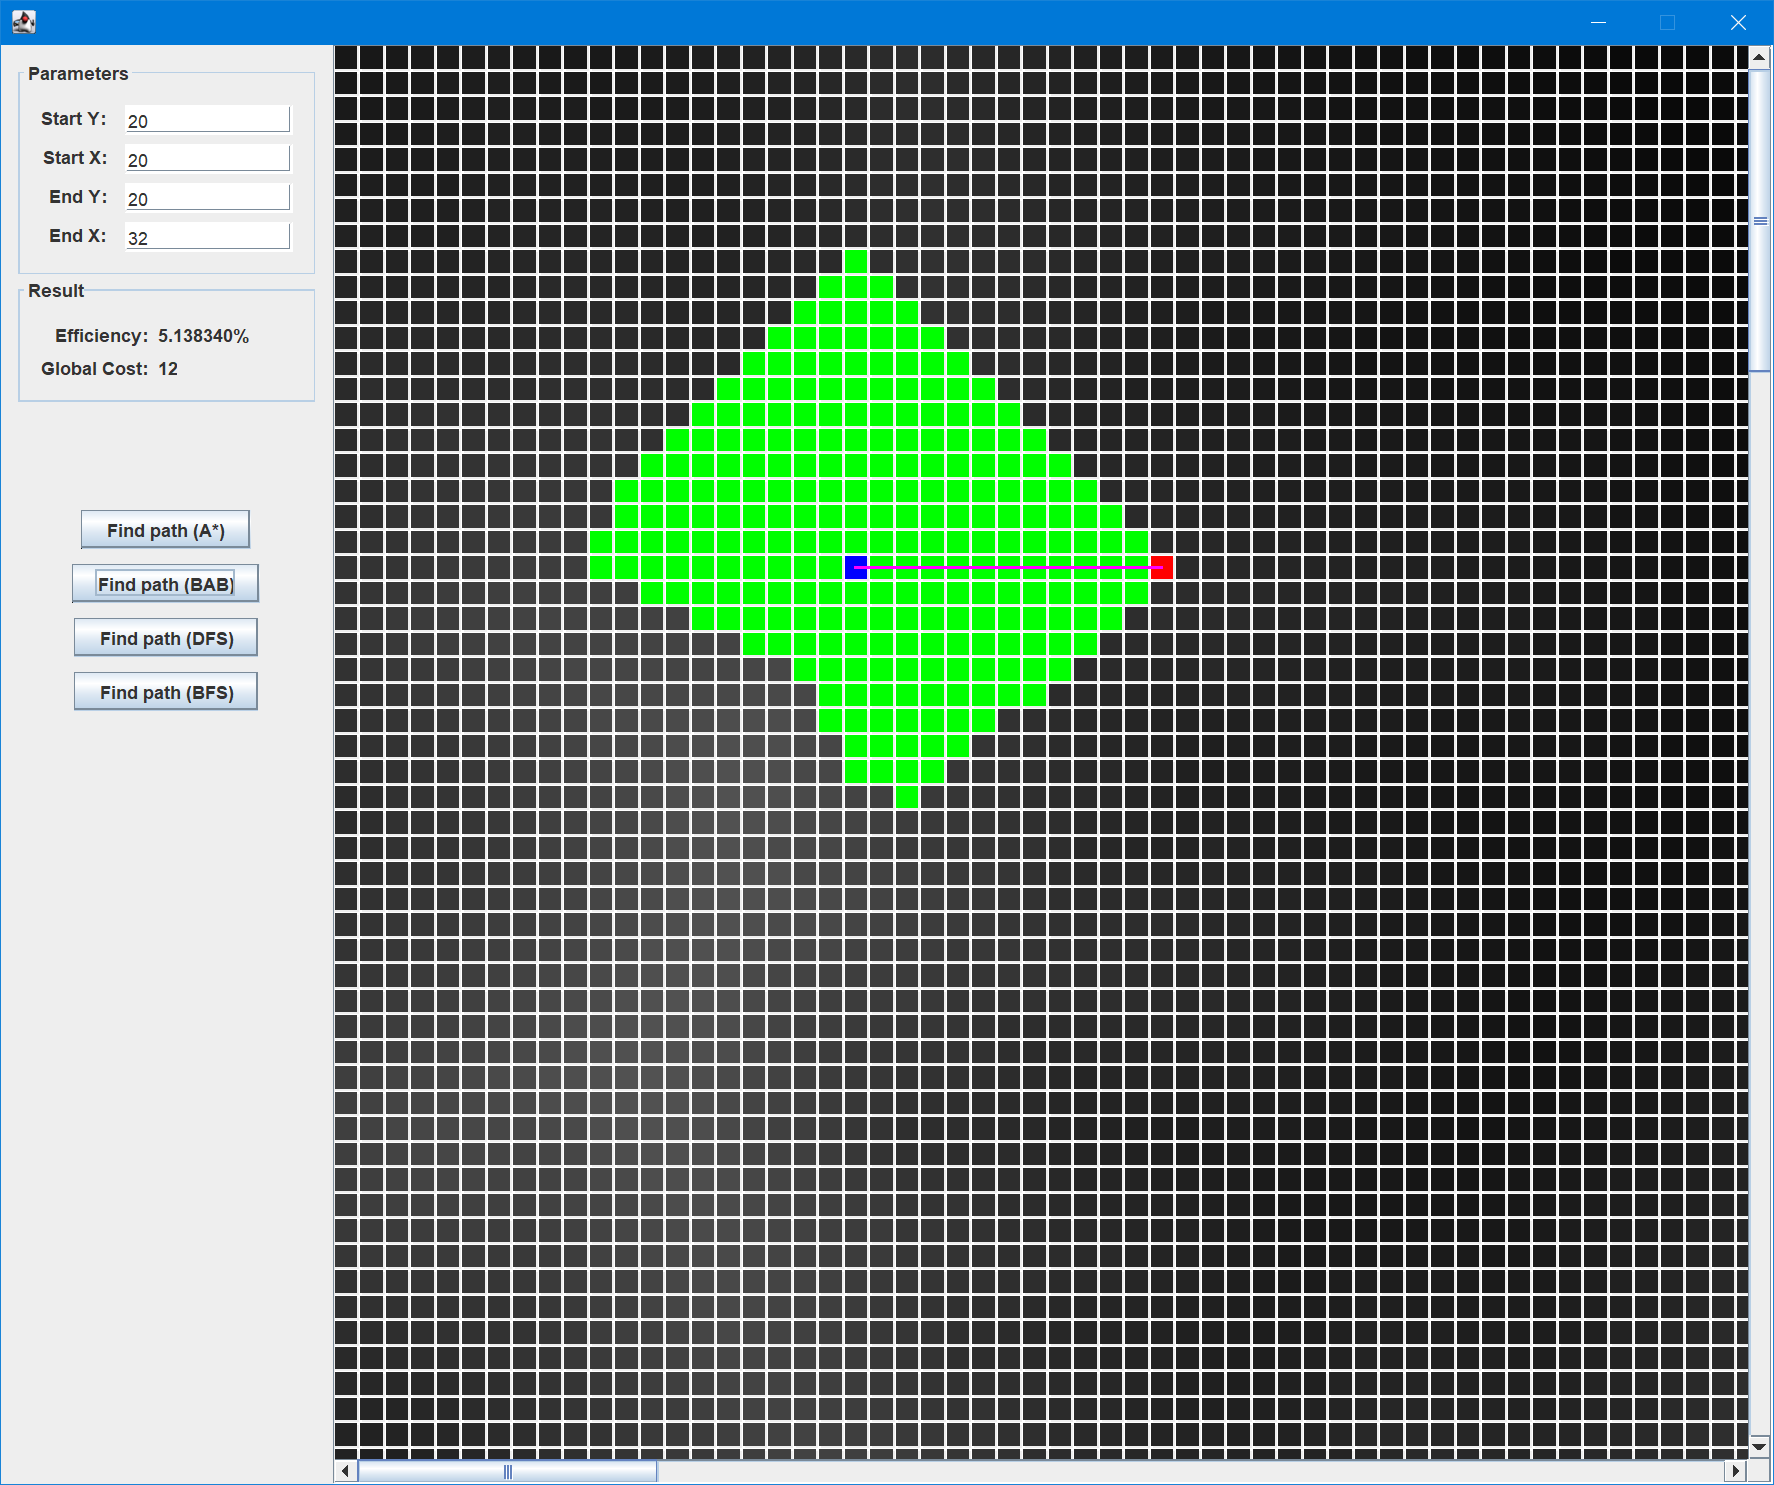 Parameters
Start Y: 20
Start X: 20
End Y: 20
End X: 32
Result
Efficiency: 5.138340%
Global Cost: 12
Find path (A*)
Find path (BAB)
Find path (DFS)
Find path (BFS)